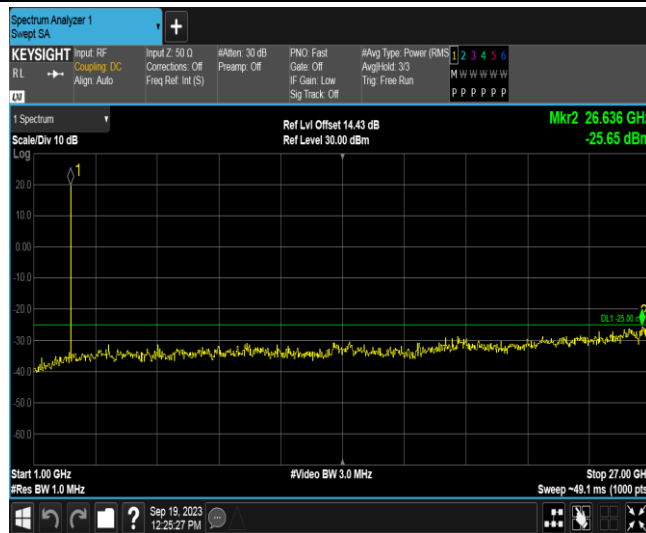 Spectrum Analyzer 1
Swept SA
+
KEYSIGHT
RL
LXI
Input: RF
Coupling: DC
Align: Auto
Input Z: 50 Ω
Corrections: Off
Freq Ref: Int (S)
#Atten: 30 dB
Preamp: Off
PNO: Fast
Gate: Off
IF Gain: Low
Sig Track: Off
#Avg Type: Power (RMS
Avg|Hold: 3/3
Trig: Free Run
1 2 3 4 5 6
M W W W W W
P P P P P P
1 Spectrum
Scale/Div 10 dB
Log
Ref Lvl Offset 14.43 dB
Ref Level 30.00 dBm
Mkr2 26.636 GHz
-25.65 dBm
1
20.0
10.0
0.00
-10.0
-20.0
DL1 -25.00
-30.0
-40.0
-50.0
-60.0
Start 1.00 GHz
#Res BW 1.0 MHz
#Video BW 3.0 MHz
Stop 27.00 GH
Sweep ~49.1 ms (1000 pts
?
Sep 19, 2023
12:25:27 PM